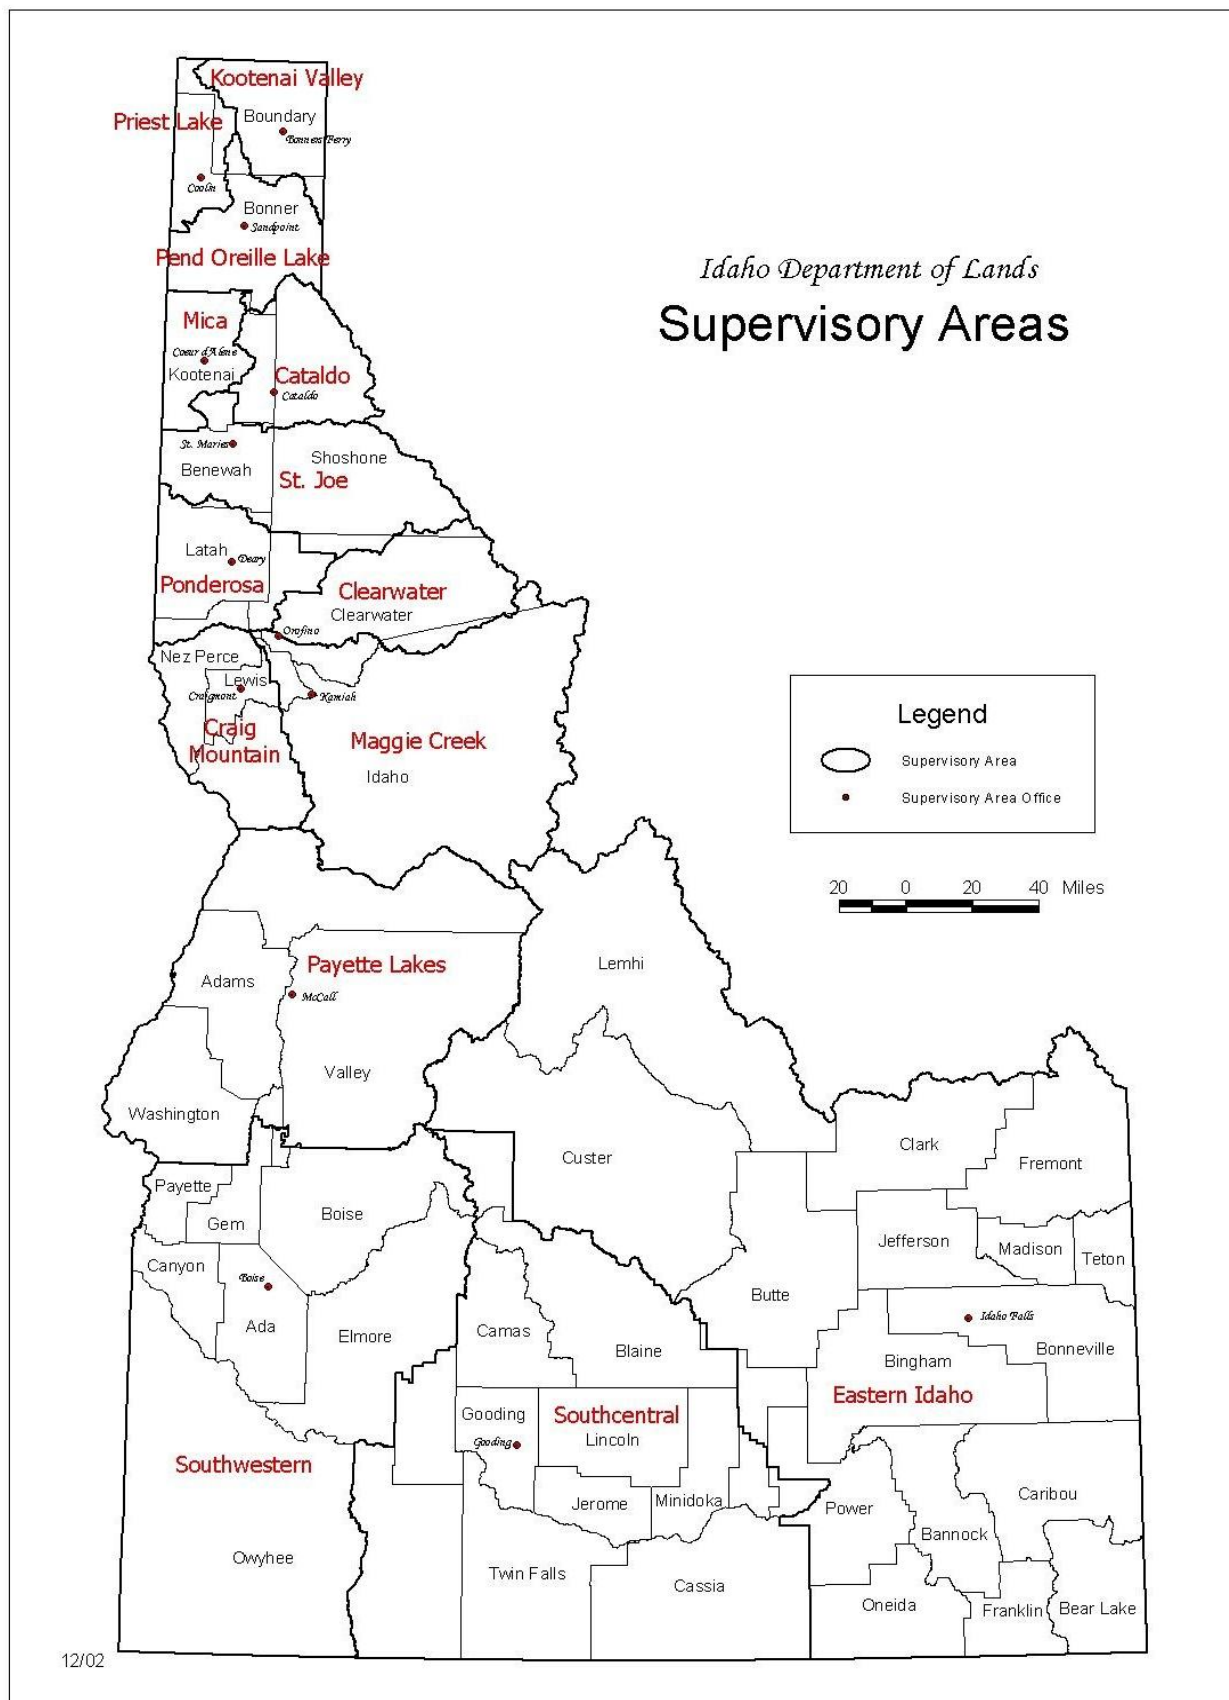 Kootenai Valley
Priest Lake
Boundary
Bonners Ferry
Coolin
Bonner
Sandpoint
Pend Oreille Lake
Idaho Department of Lands
Supervisory Areas
Mica
Coeur d'Alene
Kootenai
Cataldo
Cataldo
St. Maries
Benewah
Shoshone
St. Joe
Latah
Deary
Ponderosa
Clearwater
Clearwater
Orofino
Nez Perce
Lewis
Craigmont
Kamiah
Craig
Mountain
Maggie Creek
Idaho
Legend
Supervisory Area
Supervisory Area Office
20 0 20 40 Miles
Lemhi
Payette Lakes
Adams
McCall
Valley
Washington
Custer
Clark
Fremont
Payette
Gem
Boise
Jefferson
Madison
Teton
Canyon
Boise
Ada
Elmore
Butte
Idaho Falls
Camas
Blaine
Bonneville
Bingham
Eastern Idaho
Gooding
Gooding
Southcentral
Lincoln
Southwestern
Jerome
Minidoka
Power
Caribou
Bannock
Owyhee
Twin Falls
Cassia
Oneida
Franklin
Bear Lake
12/02